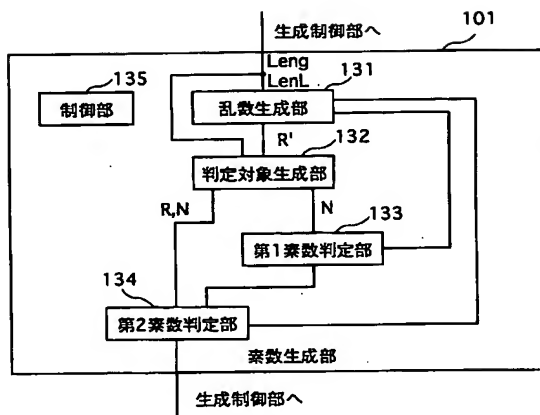 生成制御部へ
101
135
Leng
LenL
131
制御部
乱数生成部
R'
132
判定対象生成部
R,N
N
133
第1素数判定部
134
第2素数判定部
素数生成部
生成制御部へ